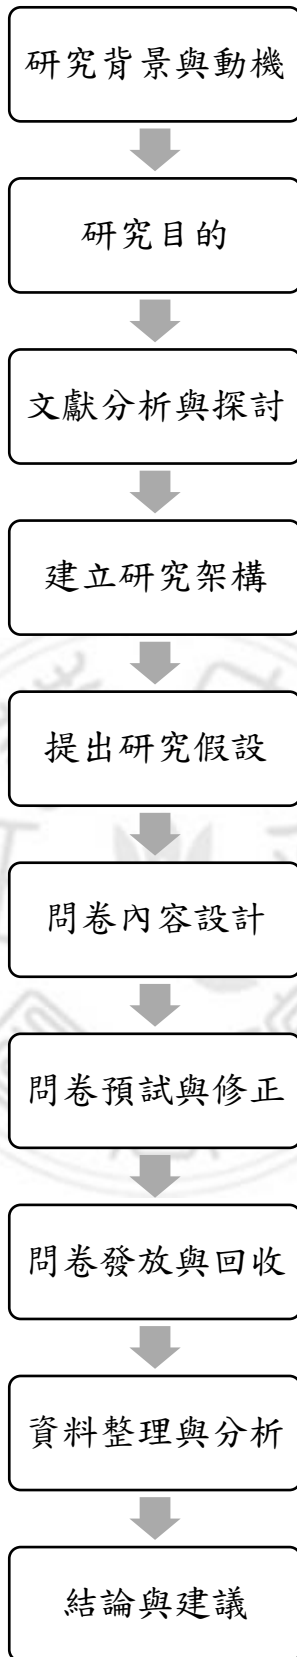 研究背景與動機
研究目的
文獻分析與探討
建立研究架構
提出研究假設
問卷內容設計
問卷預試與修正
問卷發放與回收
資料整理與分析
結論與建議